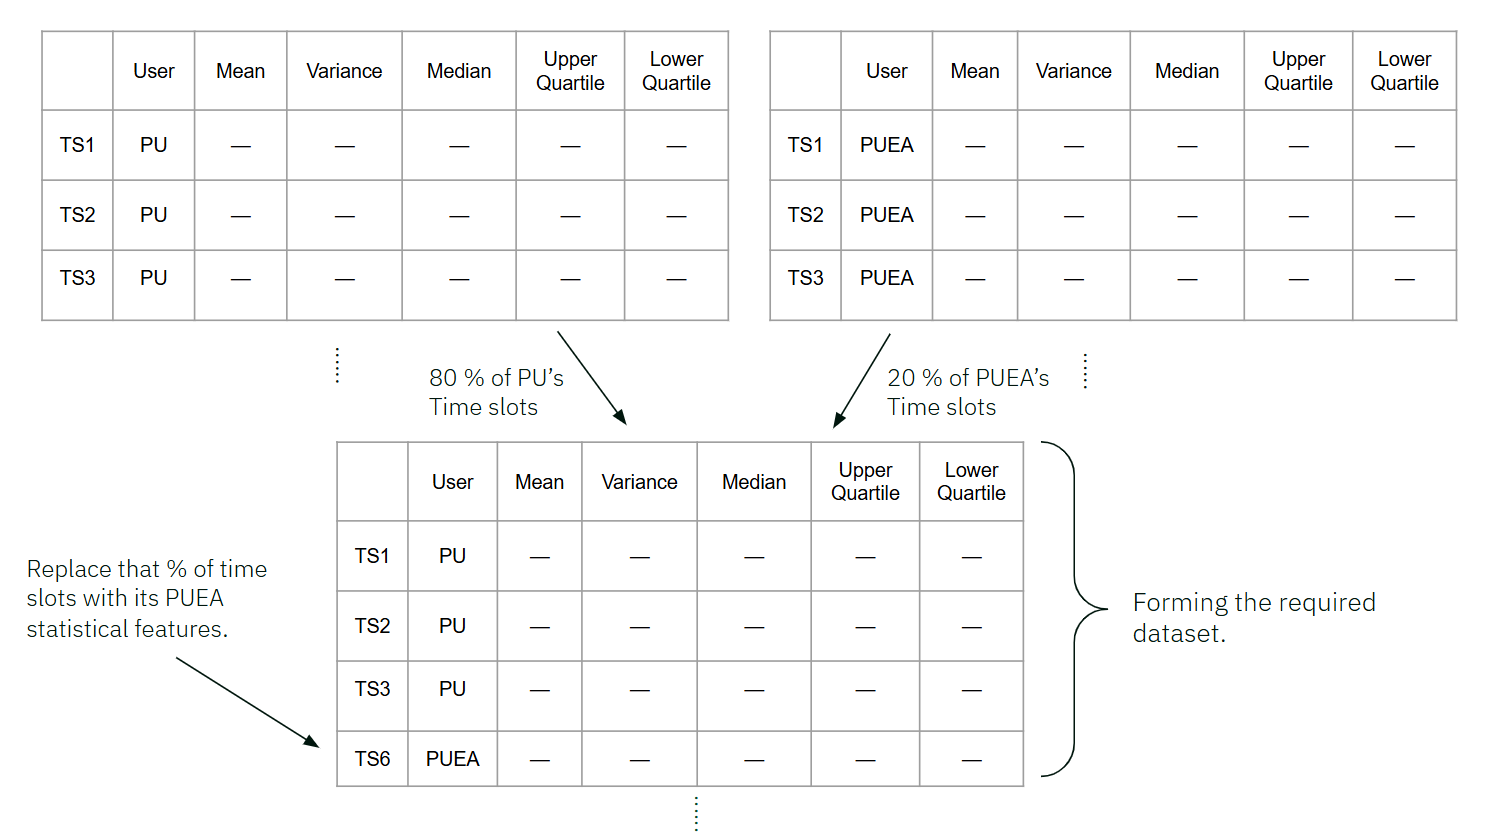 User Mean Variance Median Upper Quartile Lower Quartile
TS1 PU — — — — —
TS2 PU — — — — —
TS3 PU — — — — —
User Mean Variance Median Upper Quartile Lower Quartile
TS1 PUEA — — — — —
TS2 PUEA — — — — —
TS3 PUEA — — — — —
80 % of PU’s
Time slots
20 % of PUEA’s
Time slots
User Mean Variance Median Upper Quartile Lower Quartile
TS1 PU — — — — —
TS2 PU — — — — —
TS3 PU — — — — —
TS6 PUEA — — — — —
Replace that % of time
slots with its PUEA
statistical features.
Forming the required
dataset.